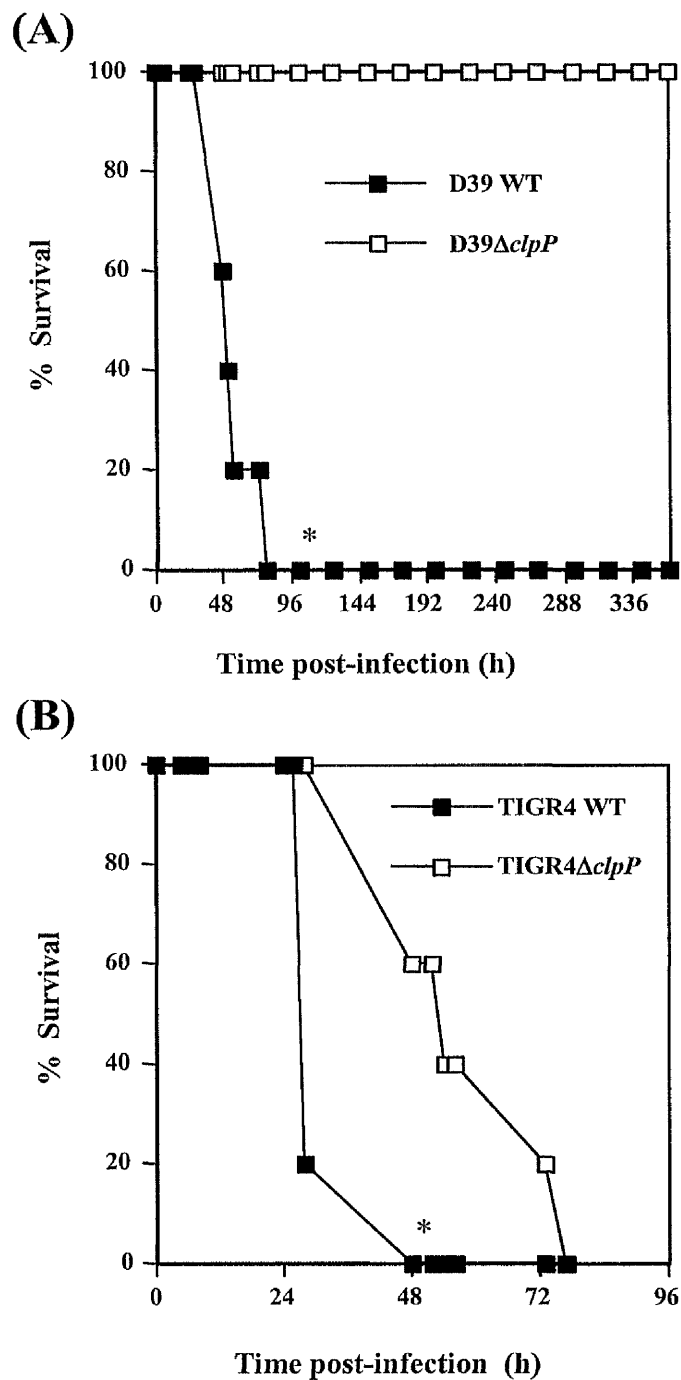 (A)
100
80
60
40
20
0
% Survival
D39 WT
D39ΔclpP
*
0 48 96 144 192 240 288 336
Time post-infection (h)
(B)
100
80
60
40
20
0
% Survival
TIGR4 WT
TIGR4ΔclpP
*
0 24 48 72 96
Time post-infection (h)